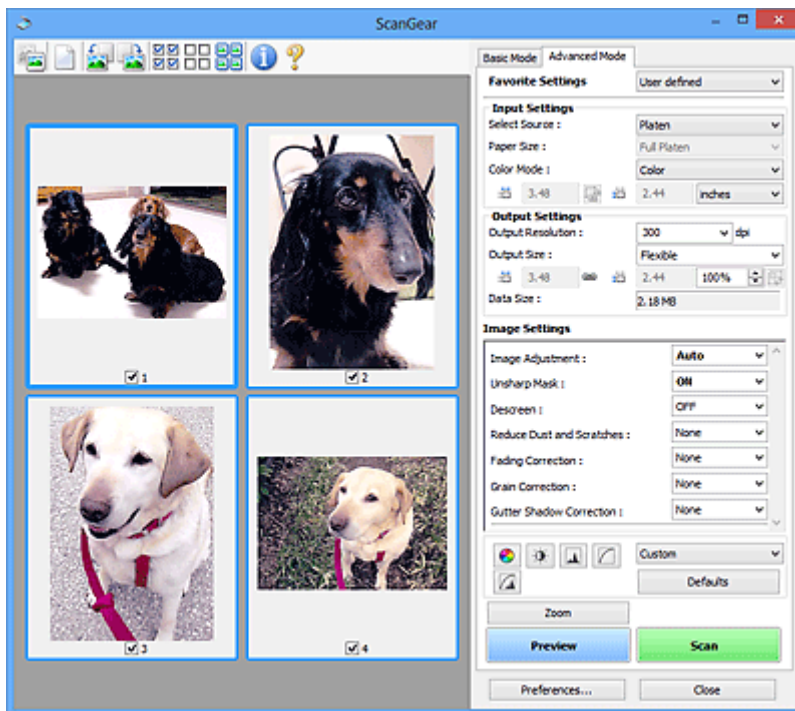 ScanGear
Basic Mode Advanced Mode
Favorite Settings User defined
Input Settings
Select Source : Platen
Paper Size : Full Platen
Color Mode : Color
3.48 2.44 inches
Output Settings
Output Resolution : 300 dpi
Output Size : Flexible
3.48 2.44 100%
Data Size : 2.18 MB
Image Settings
Image Adjustment : Auto
Unsharp Mask : ON
Descreen : OFF
Reduce Dust and Scratches : None
Fading Correction : None
Grain Correction : None
Gutter Shadow Correction : None
Custom
Defaults
Zoom
Preview Scan
Preferences... Close
1
2
3
4